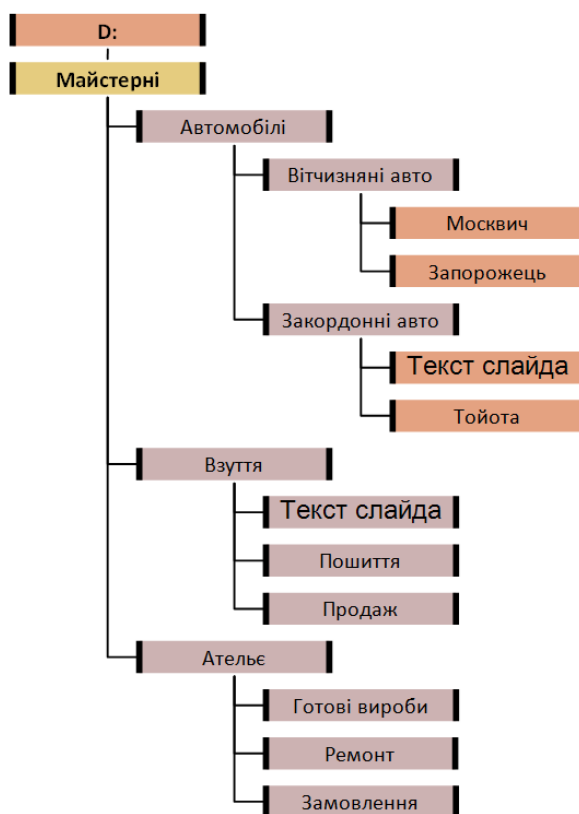 D:
Майстерні
Автомобілі
Вітчизняні авто
Москвич
Запорожець
Закордонні авто
Текст слайда
Тойота
Взуття
Текст слайда
Пошиття
Продаж
Ательє
Готові вироби
Ремонт
Замовлення